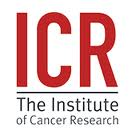 ICR
The Institute
of Cancer Research